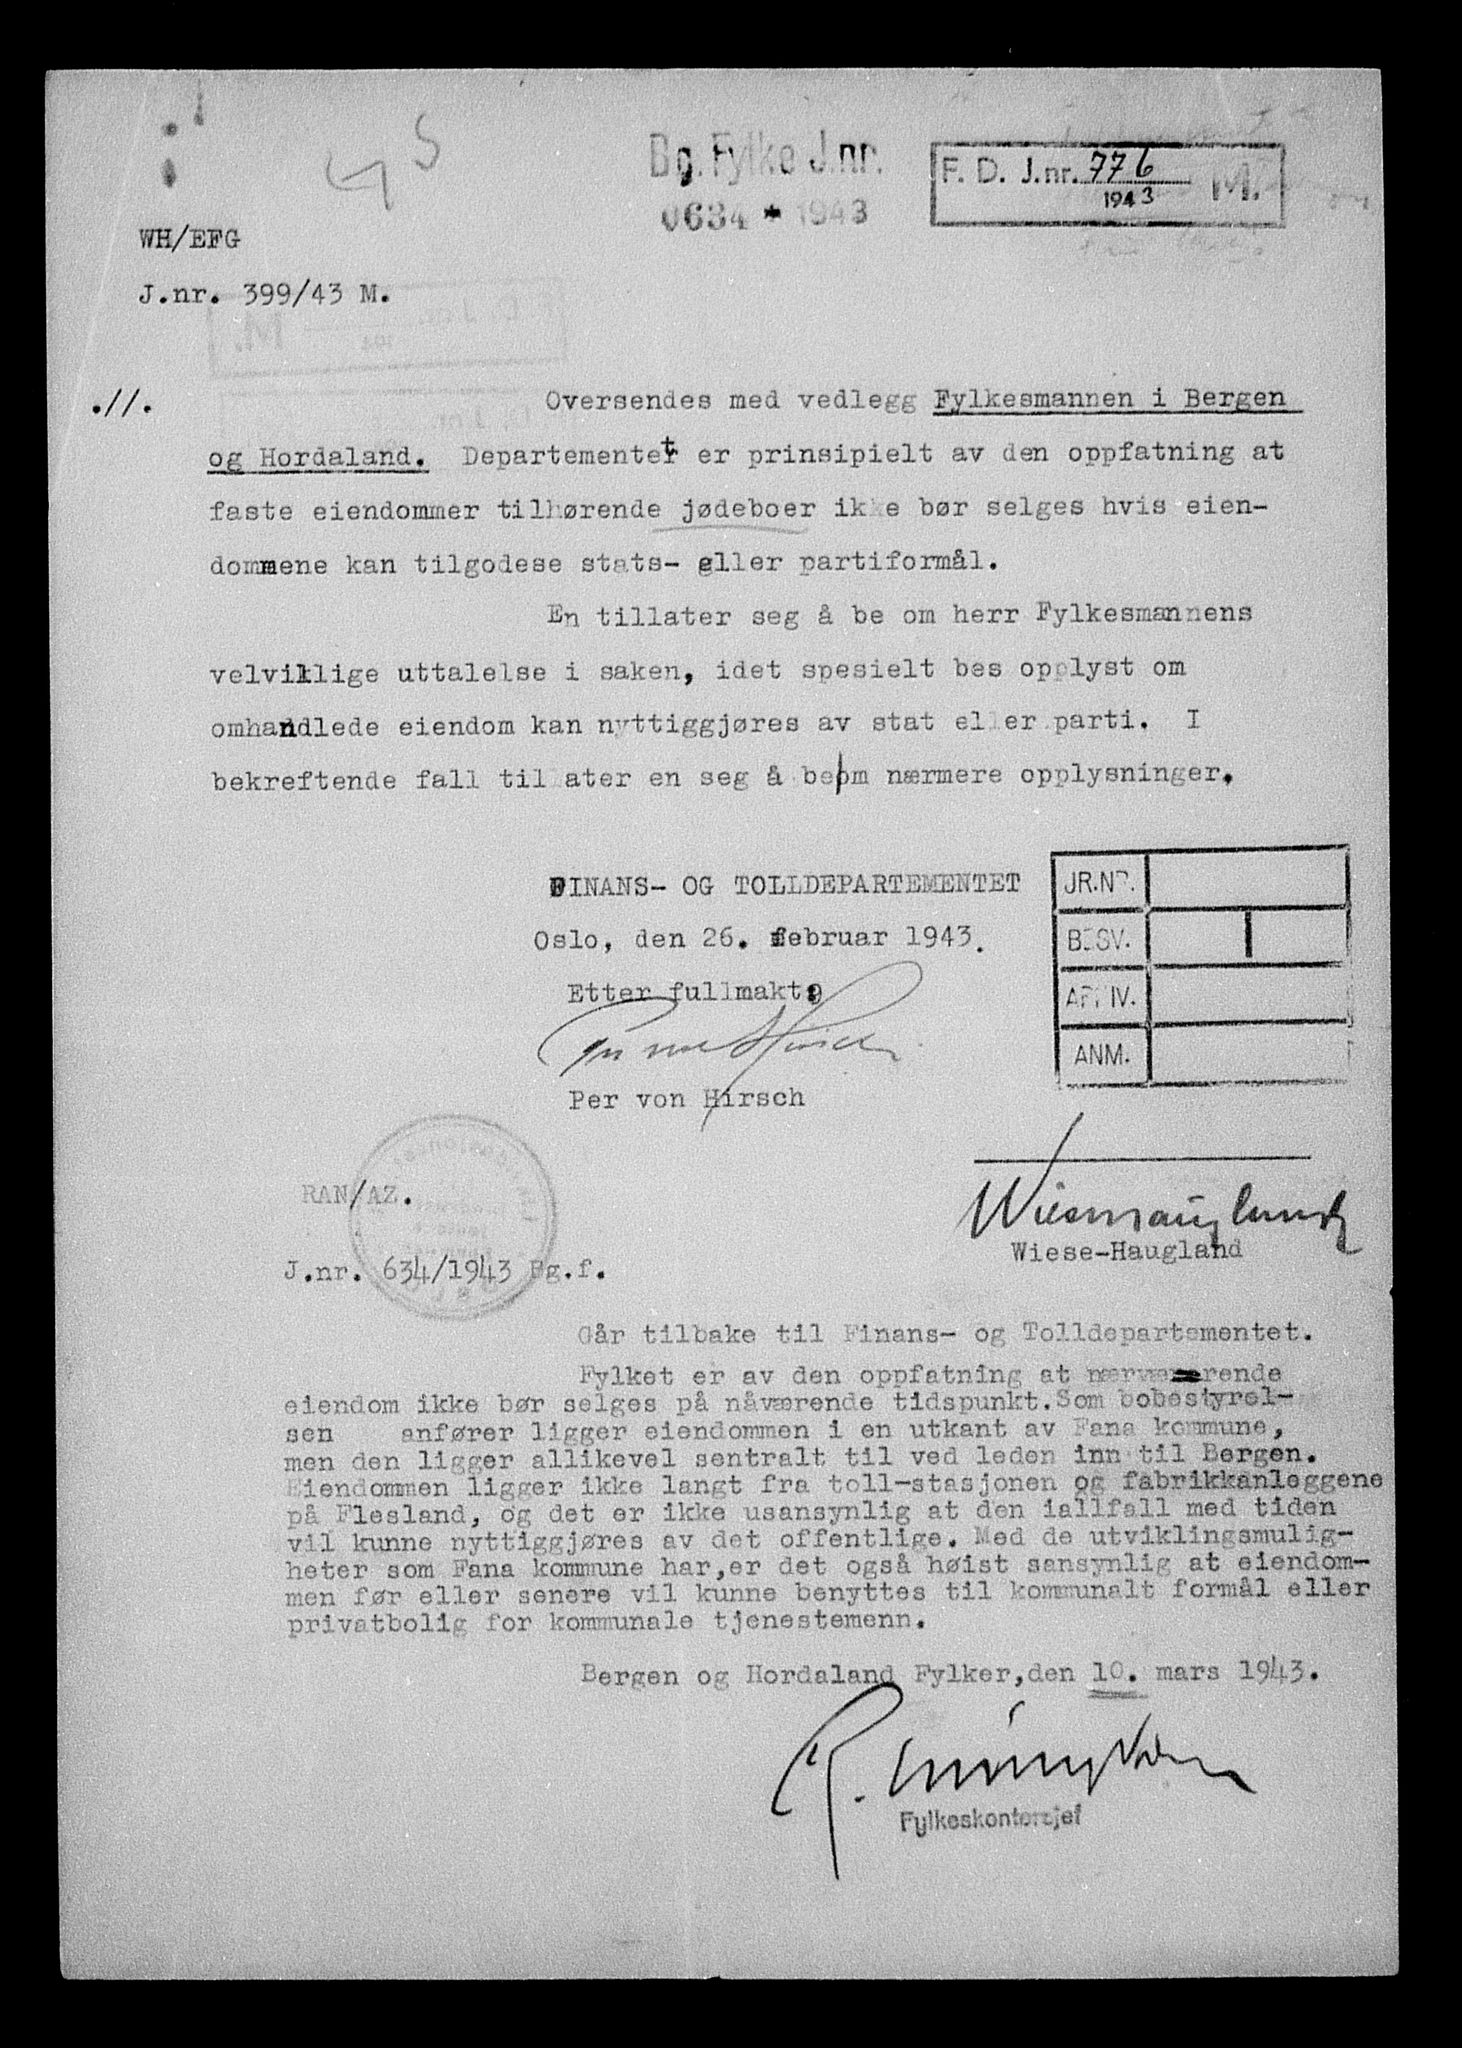 Bg. Fylke J.nr.
0634 * 1943
F. D. J.nr. 776 M.
1943
WH/EFG
J.nr. 399/43 M.
.//.
Oversendes med vedlegg Fylkesmannen i Bergen
og Hordaland. Departementet er prinsipielt av den oppfatning at
faste eiendommer tilhørende jødeboer ikke bør selges hvis eien-
dommene kan tilgodese stats- eller partiformål.
En tillater seg å be om herr Fylkesmannens
velvillige uttalelse i saken, idet spesielt bes opplyst om
omhandlede eiendom kan nyttiggjøres av stat eller parti. I
bekreftende fall tillater en seg å be om nærmere opplysninger.
FINANS- OG TOLLDEPARTEMENTET
Oslo, den 26. februar 1943.
Etter fullmakt
Per von Hirsch
JR.NR.
BESV.
ARKIV.
ANM.
Wiese-Haugland
RAN/AZ.
J.nr. 634/1943 Bg.f.
Går tilbake til Finans- og Tolldepartementet.
Fylket er av den oppfatning at nærværende
eiendom ikke bør selges på nåværende tidspunkt. Som bobestyrel-
sen anfører ligger eiendommen i en utkant av Fana kommune,
men den ligger allikevel sentralt til ved leden inn til Bergen.
Eiendommen ligger ikke langt fra toll-stasjonen og fabrikkanleggene
på Flesland, og det er ikke usansynlig at den iallfall med tiden
vil kunne nyttiggjøres av det offentlige. Med de utviklingsmulig-
heter som Fana kommune har, er det også høist sansynlig at eiendom-
men før eller senere vil kunne benyttes til kommunalt formål eller
privatbolig for kommunale tjenestemenn.
Bergen og Hordaland Fylker, den 10. mars 1943.
Fylkeskontorsjef